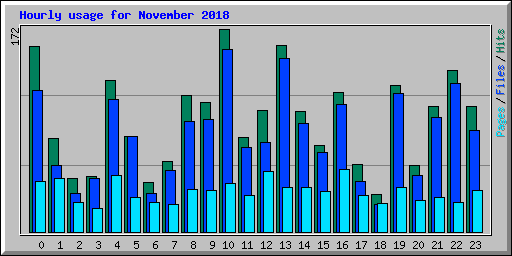 Hourly usage for November 2018
172
Pages / Files / Hits
0 1 2 3 4 5 6 7 8 9 10 11 12 13 14 15 16 17 18 19 20 21 22 23